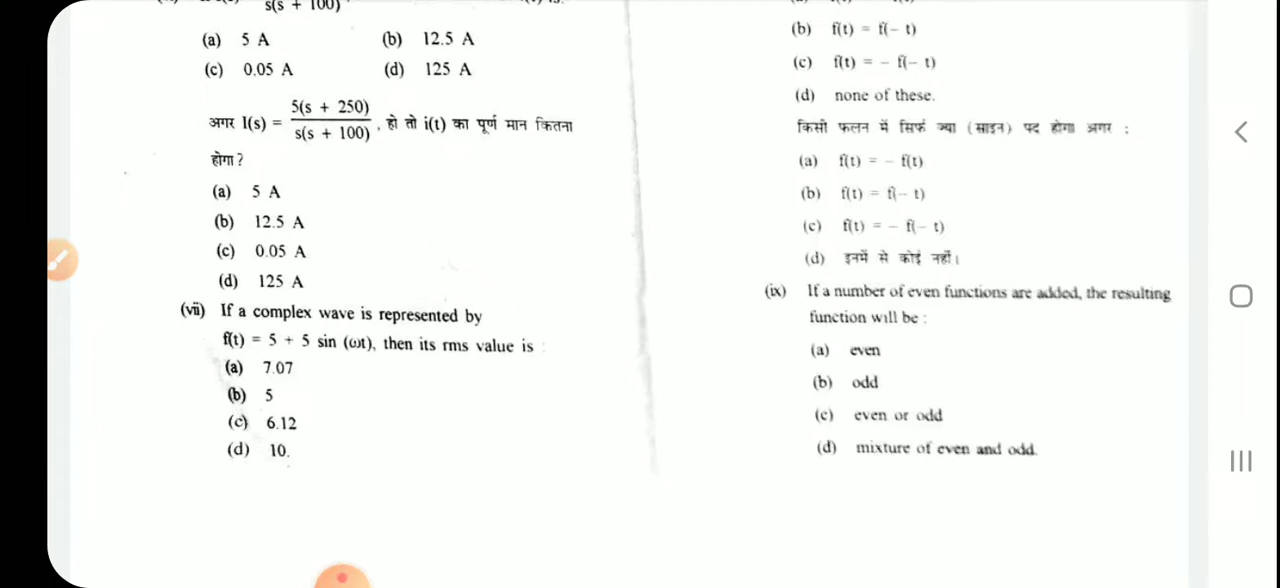 s(s + 100)
(a) 5 A (b) 12.5 A
(c) 0.05 A (d) 125 A
अगर I(s) = 5(s + 250) / s(s + 100) , हो तो i(t) का पूर्ण मान कितना
होगा ?
(a) 5 A
(b) 12.5 A
(c) 0.05 A
(d) 125 A
(vii) If a complex wave is represented by
f(t) = 5 + 5 sin (ωt), then its rms value is :
(a) 7.07
(b) 5
(c) 6.12
(d) 10.
(b) f(t) = f(– t)
(c) f(t) = – f(– t)
(d) none of these.
किसी फलन में सिर्फ ज्या (साइन) पद होगा अगर :
(a) f(t) = – f(t)
(b) f(t) = f(– t)
(c) f(t) = – f(– t)
(d) इनमें से कोई नहीं।
(ix) If a number of even functions are added, the resulting
function will be :
(a) even
(b) odd
(c) even or odd
(d) mixture of even and odd.